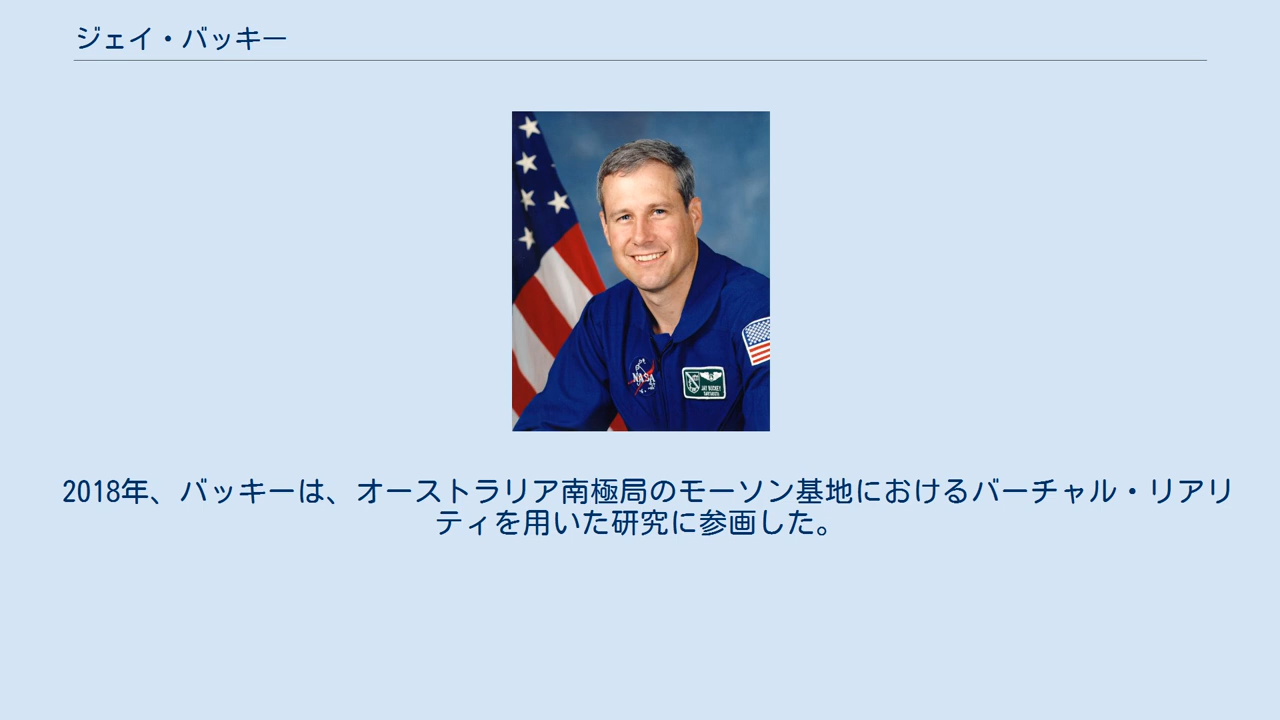 ジェイ・バッキー
NASA
JAY BUCKEY
2018年、バッキーは、オーストラリア南極局のモーソン基地におけるバーチャル・リアリ
ティを用いた研究に参画した。